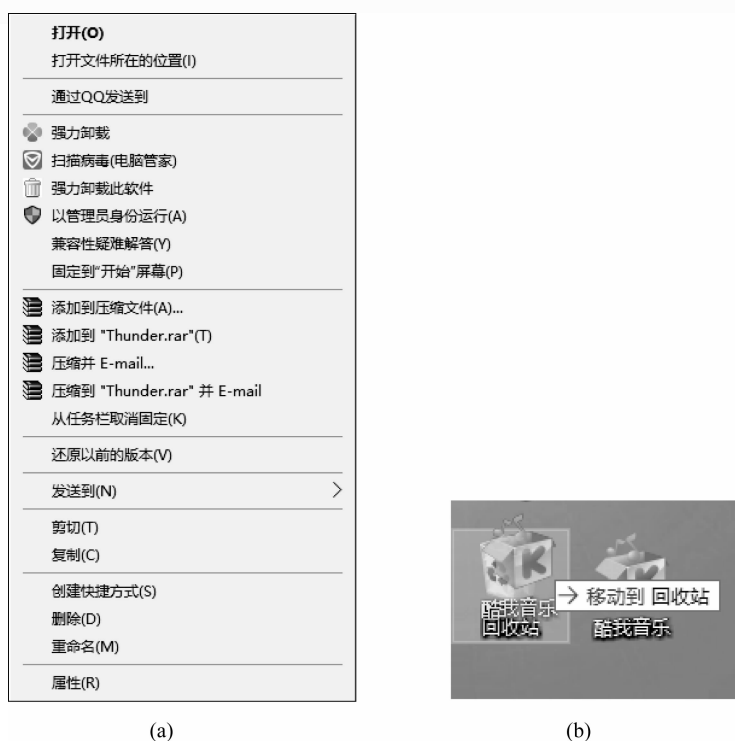 打开(O)
打开文件所在的位置(I)
通过QQ发送到
强力卸载
扫描病毒(电脑管家)
强力卸载此软件
以管理员身份运行(A)
兼容性疑难解答(Y)
固定到"开始"屏幕(P)
添加到压缩文件(A)...
添加到 "Thunder.rar"(T)
压缩并 E-mail...
压缩到 "Thunder.rar" 并 E-mail
从任务栏取消固定(K)
还原以前的版本(V)
发送到(N)
剪切(T)
复制(C)
创建快捷方式(S)
删除(D)
重命名(M)
属性(R)
(a)
K
K
酷我音乐
回收站
→ 移动到 回收站
酷我音乐
(b)